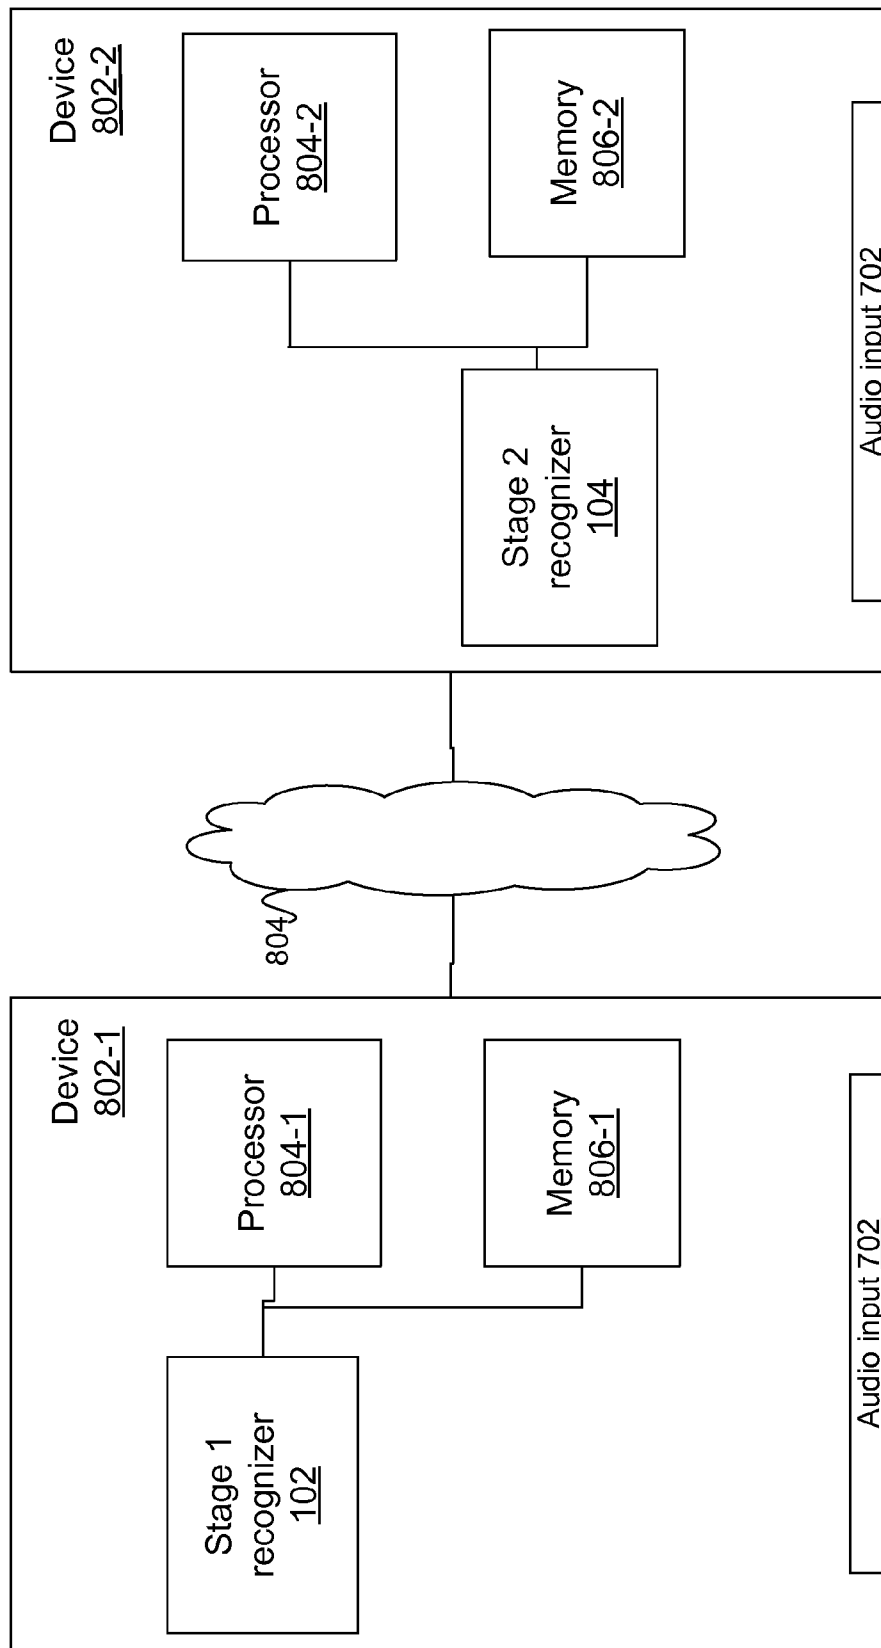 Device
802-1
Stage 1
recognizer
102
Processor
804-1
Memory
806-1
Audio input 702
804
Device
802-2
Processor
804-2
Stage 2
recognizer
104
Memory
806-2
Audio input 702